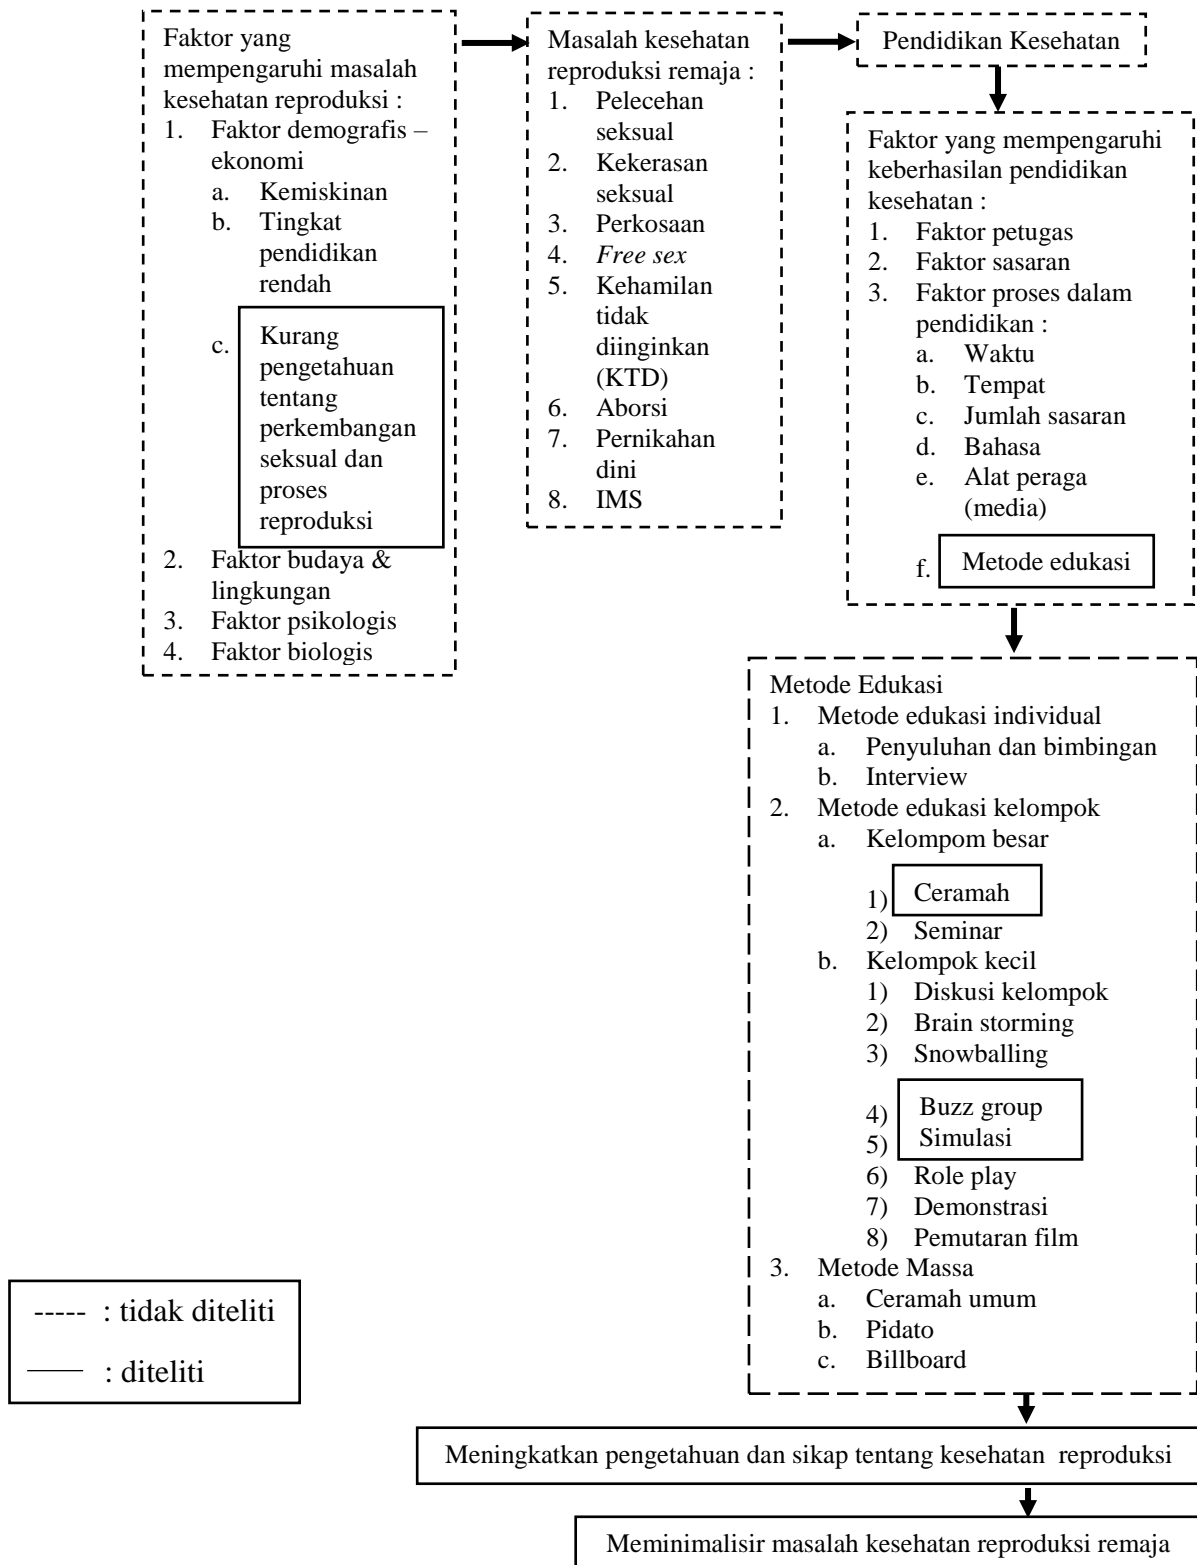 Faktor yang
mempengaruhi masalah
kesehatan reproduksi :
1. Faktor demografis –
ekonomi
a. Kemiskinan
b. Tingkat
pendidikan
rendah
c. Kurang
pengetahuan
tentang
perkembangan
seksual dan
proses
reproduksi
2. Faktor budaya &
lingkungan
3. Faktor psikologis
4. Faktor biologis
Masalah kesehatan
reproduksi remaja :
1. Pelecehan
seksual
2. Kekerasan
seksual
3. Perkosaan
4. Free sex
5. Kehamilan
tidak
diinginkan
(KTD)
6. Aborsi
7. Pernikahan
dini
8. IMS
Pendidikan Kesehatan
Faktor yang mempengaruhi
keberhasilan pendidikan
kesehatan :
1. Faktor petugas
2. Faktor sasaran
3. Faktor proses dalam
pendidikan :
a. Waktu
b. Tempat
c. Jumlah sasaran
d. Bahasa
e. Alat peraga
(media)
f. Metode edukasi
Metode Edukasi
1. Metode edukasi individual
a. Penyuluhan dan bimbingan
b. Interview
2. Metode edukasi kelompok
a. Kelompom besar
1) Ceramah
2) Seminar
b. Kelompok kecil
1) Diskusi kelompok
2) Brain storming
3) Snowballing
4) Buzz group
5) Simulasi
6) Role play
7) Demonstrasi
8) Pemutaran film
3. Metode Massa
a. Ceramah umum
b. Pidato
c. Billboard
----- : tidak diteliti
—— : diteliti
Meningkatkan pengetahuan dan sikap tentang kesehatan reproduksi
Meminimalisir masalah kesehatan reproduksi remaja